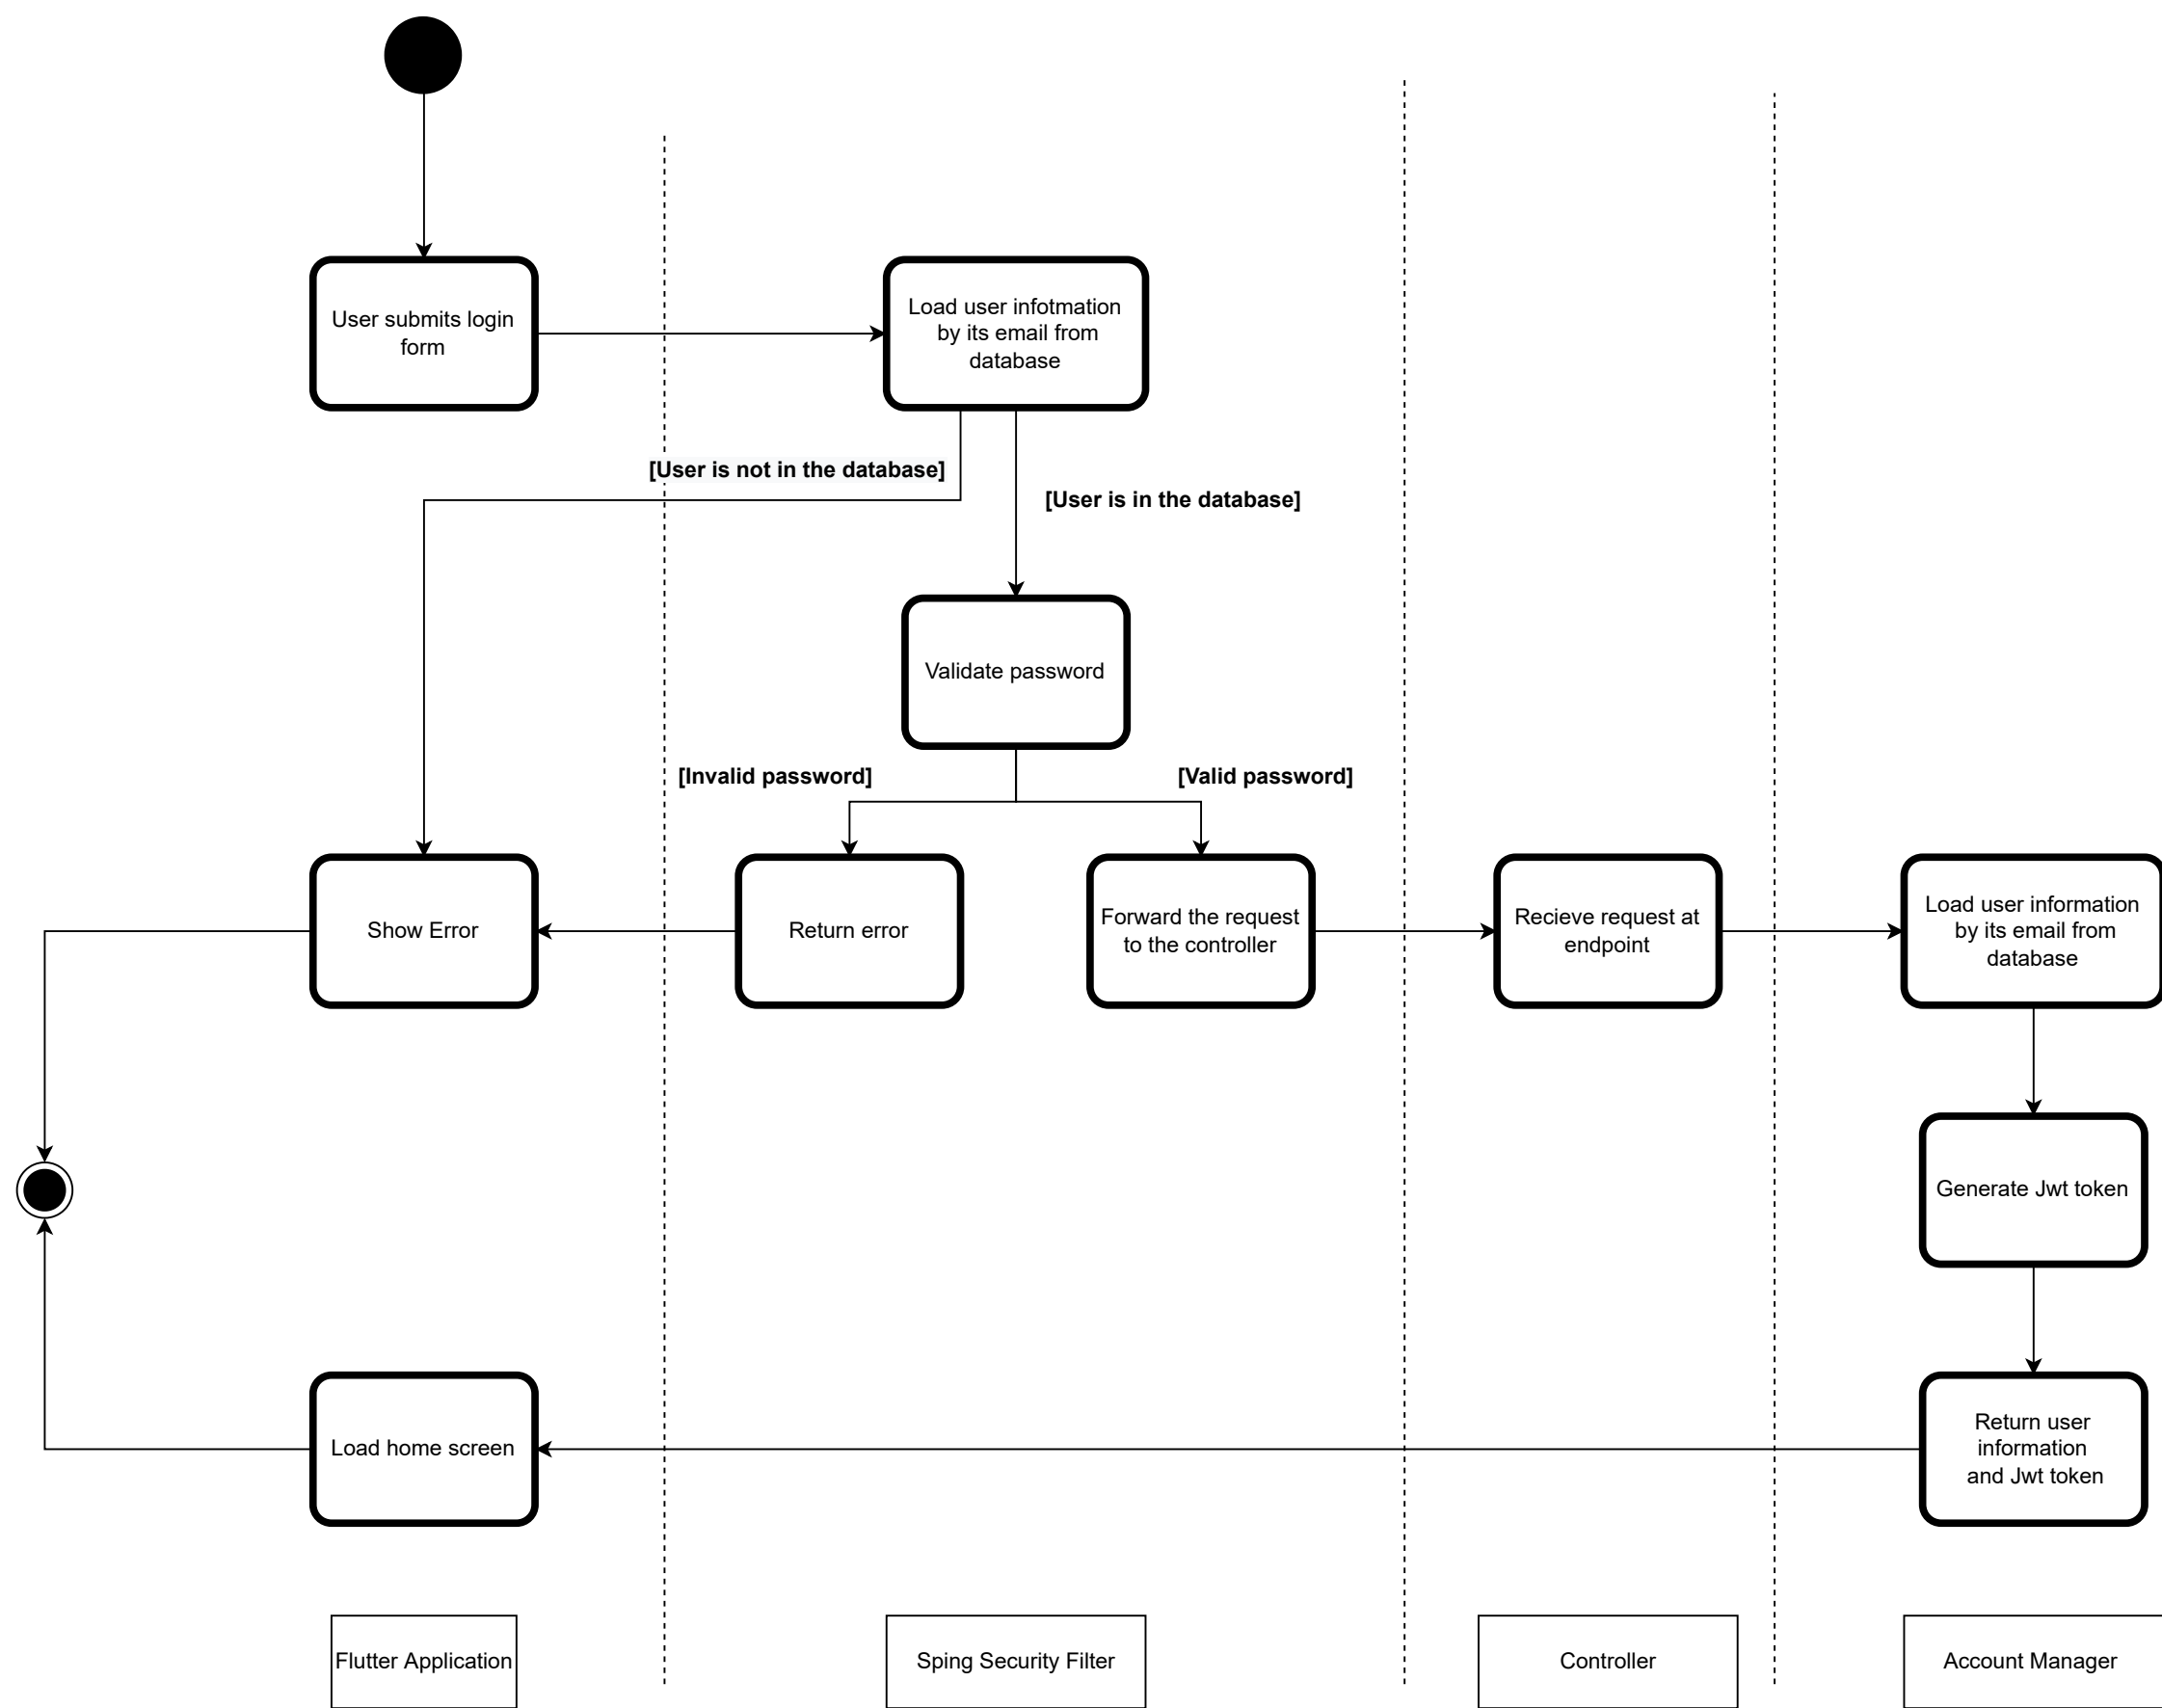 User submits login
form
Load user infotmation
by its email from
database
[User is not in the database]
[User is in the database]
Validate password
[Invalid password]
[Valid password]
Show Error
Return error
Forward the request
to the controller
Recieve request at
endpoint
Load user information
by its email from
database
Generate Jwt token
Load home screen
Return user
information
and Jwt token
Flutter Application
Sping Security Filter
Controller
Account Manager